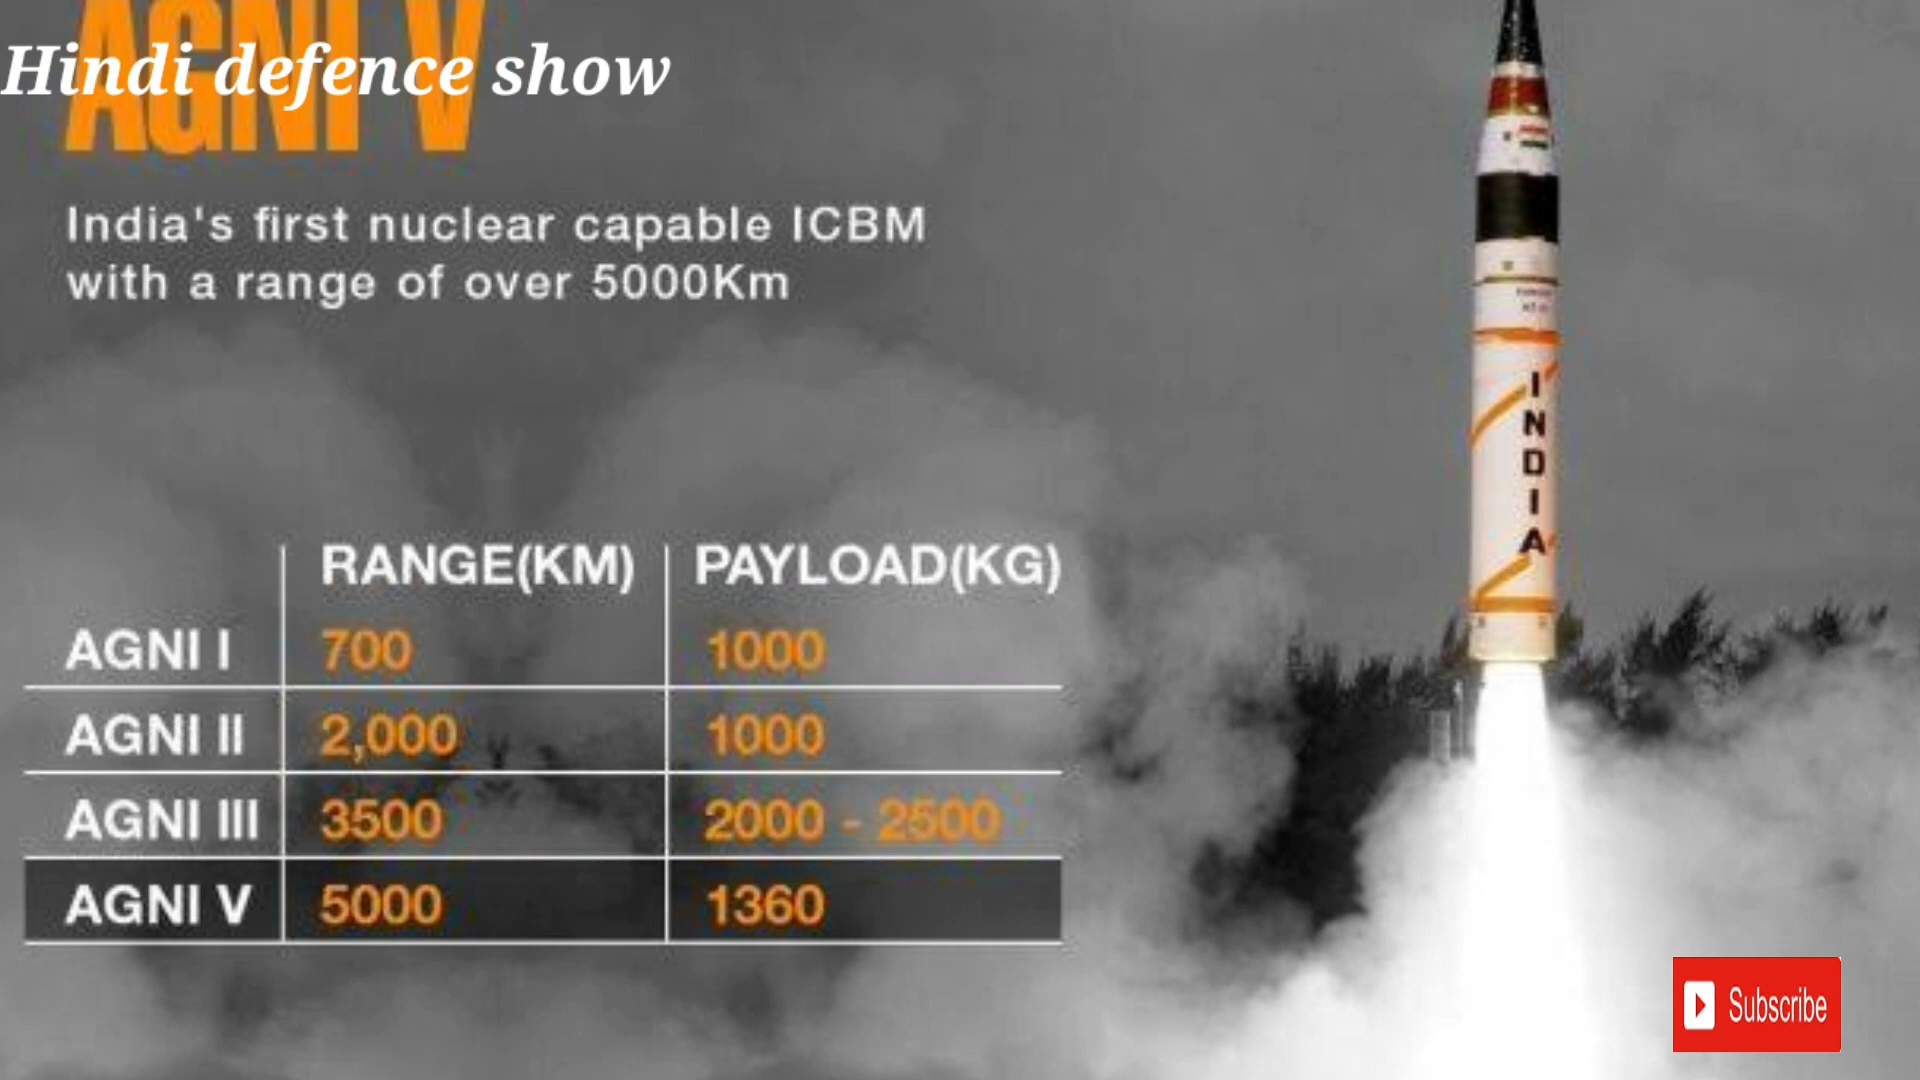 AGNI V
Hindi defence show
India's first nuclear capable ICBM
with a range of over 5000Km
RANGE(KM) PAYLOAD(KG)
AGNI I 700 1000
AGNI II 2,000 1000
AGNI III 3500 2000 - 2500
AGNI V 5000 1360
INDIA
Subscribe